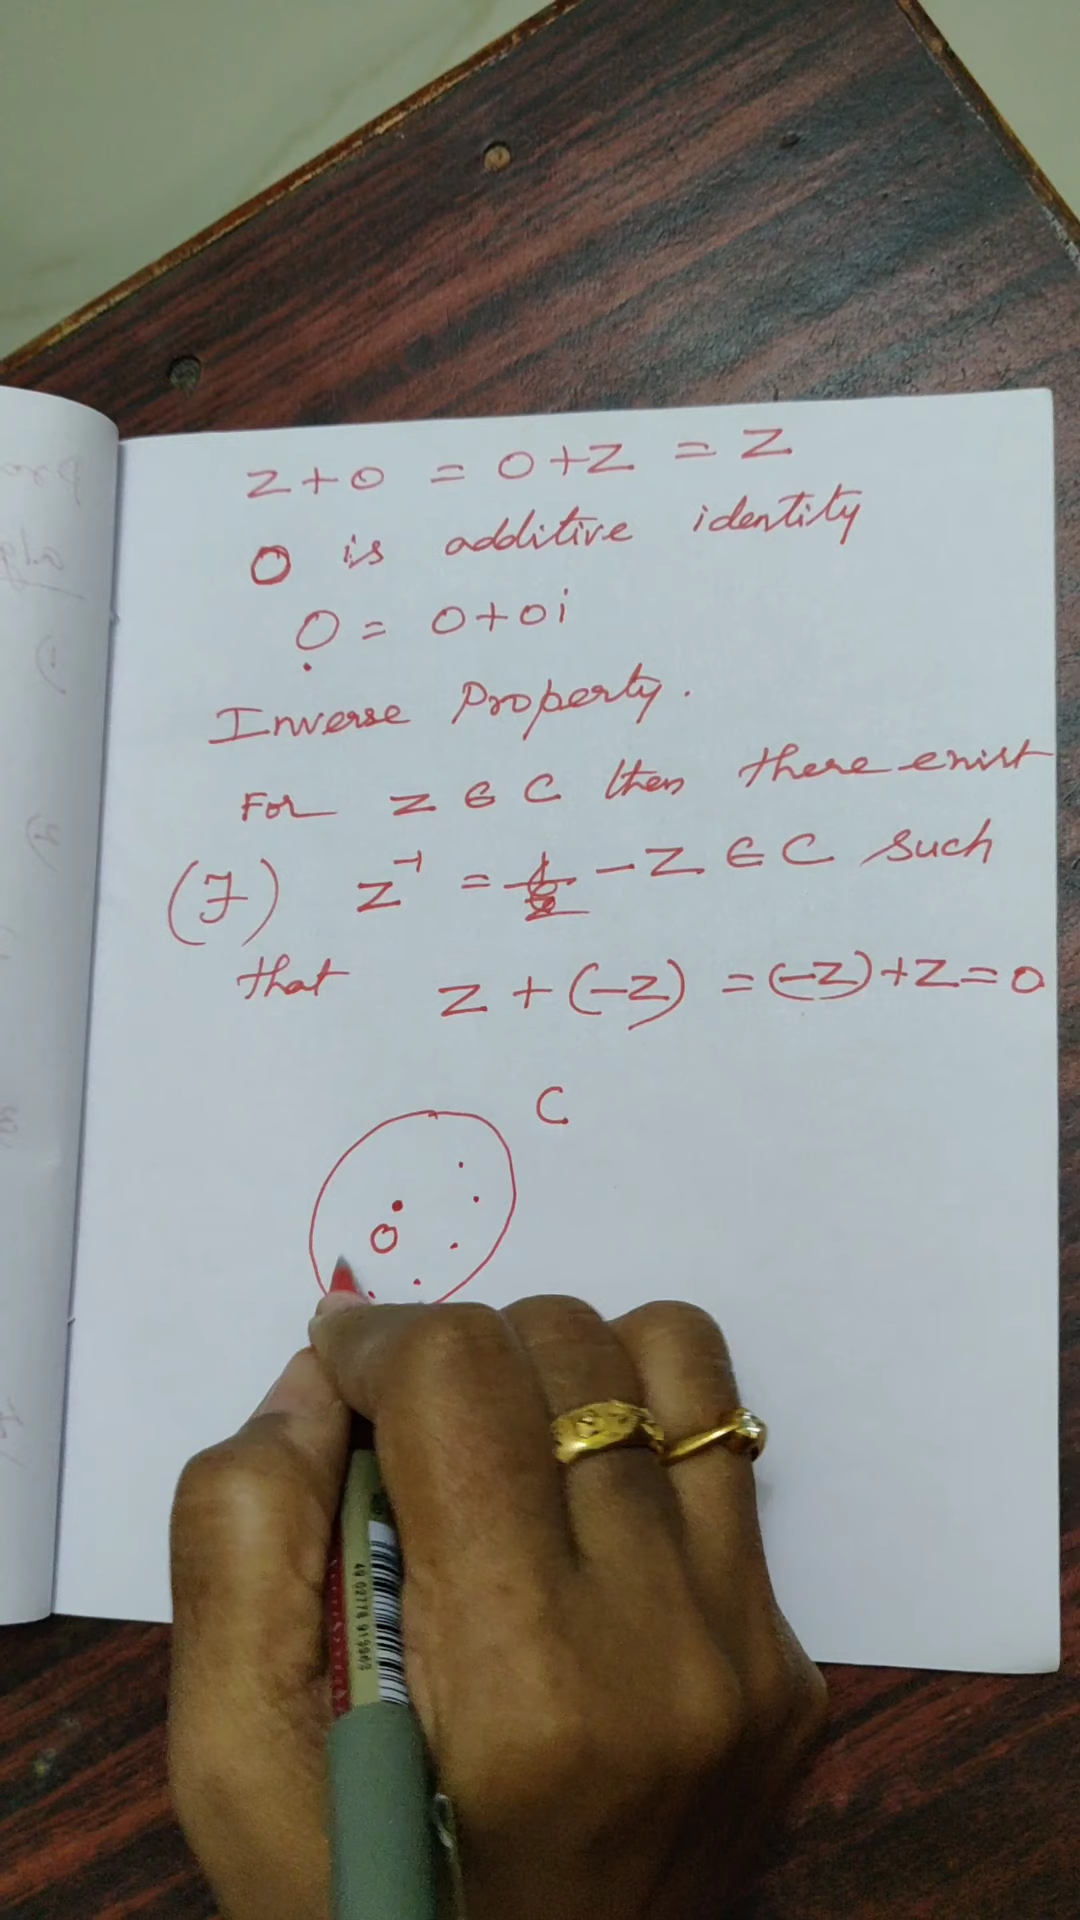 z + 0 = 0 + z = z
0 is additive identity
0 = 0 + 0i
Inverse Property.
For z ∈ C then there exist
(∃) z⁻¹ = -z ∈ C such
that z + (-z) = (-z) + z = 0
C
0